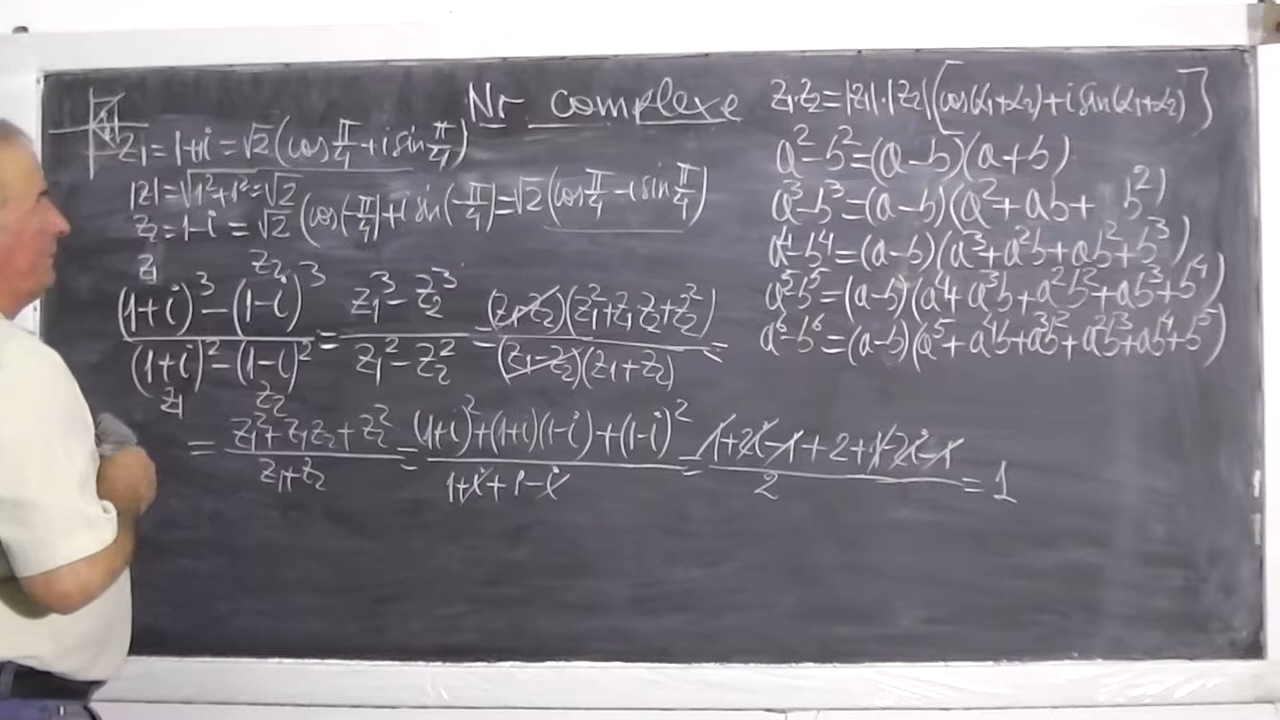 Nr complexe
z₁ = 1+i = √2 (cos π/4 + i sin π/4)
|z| = √1²+1² = √2
z₂ = 1-i = √2 (cos(-π/4) + i sin(-π/4)) = √2 (cos π/4 - i sin π/4)
z₁ z₂
(1+i)³-(1-i)³ / (1+i)²-(1-i)² = z₁³-z₂³ / z₁²-z₂² = (z₁-z₂)(z₁²+z₁z₂+z₂²) / (z₁-z₂)(z₁+z₂) =
z₁ z₂
= z₁²+z₁z₂+z₂² / z₁+z₂ = (1+i)²+(1+i)(1-i)+(1-i)² / 1+i+1-i = 1+2i-1+2+1-2i-1 / 2 = 1
z₁·z₂ = |z₁|·|z₂| [cos(α₁+α₂)+i sin(α₁+α₂)]
a²-b²=(a-b)(a+b)
a³-b³=(a-b)(a²+ab+ b²)
a⁴-b⁴=(a-b)(a³+a²b+ab²+b³)
a⁵-b⁵=(a-b)(a⁴+a³b+a²b²+ab³+b⁴)
a⁶-b⁶=(a-b)(a⁵+a⁴b+a³b²+a²b³+ab⁴+b⁵)